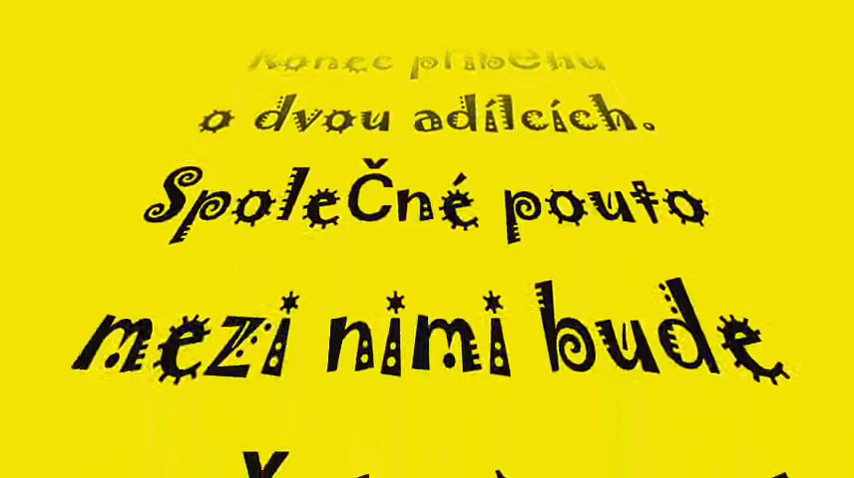 Konec příběhu
o dvou adílcích.
SpoleČné pouto
mezi nimi bude